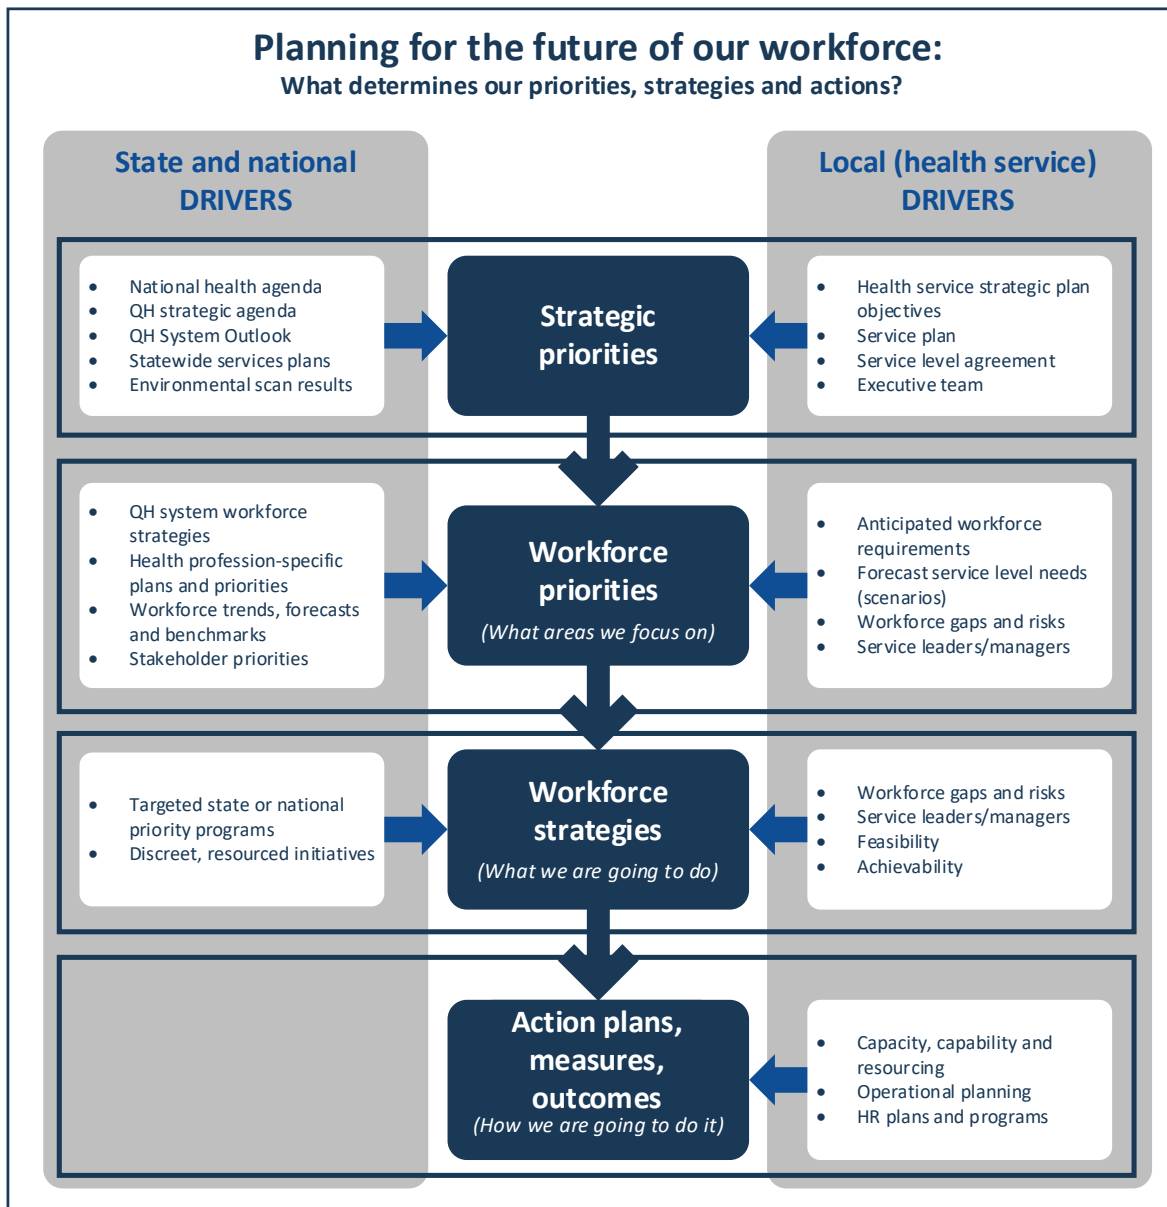 Planning for the future of our workforce:
What determines our priorities, strategies and actions?
State and national
DRIVERS
Local (health service)
DRIVERS
• National health agenda
• QH strategic agenda
• QH System Outlook
• Statewide services plans
• Environmental scan results
Strategic
priorities
• Health service strategic plan
objectives
• Service plan
• Service level agreement
• Executive team
• QH system workforce
strategies
• Health profession-specific
plans and priorities
• Workforce trends, forecasts
and benchmarks
• Stakeholder priorities
Workforce
priorities
(What areas we focus on)
• Anticipated workforce
requirements
• Forecast service level needs
(scenarios)
• Workforce gaps and risks
• Service leaders/managers
• Targeted state or national
priority programs
• Discreet, resourced initiatives
Workforce
strategies
(What we are going to do)
• Workforce gaps and risks
• Service leaders/managers
• Feasibility
• Achievability
Action plans,
measures,
outcomes
(How we are going to do it)
• Capacity, capability and
resourcing
• Operational planning
• HR plans and programs